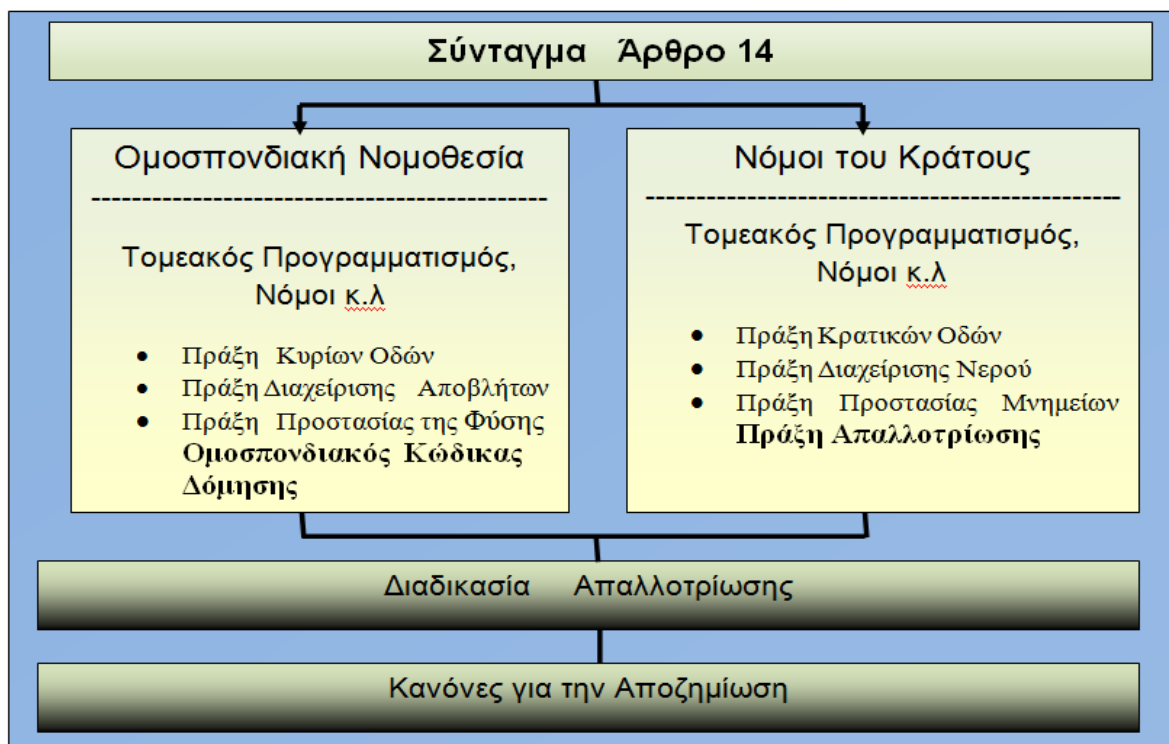 Σύνταγμα Άρθρο 14
Ομοσπονδιακή Νομοθεσία
---------------------------------------------
Τομεακός Προγραμματισμός,
Νόμοι κ.λ
• Πράξη Κυρίων Οδών
• Πράξη Διαχείρισης Αποβλήτων
• Πράξη Προστασίας της Φύσης
Ομοσπονδιακός Κώδικας
Δόμησης
Νόμοι του Κράτους
-----------------------------------------------
Τομεακός Προγραμματισμός,
Νόμοι κ.λ
• Πράξη Κρατικών Οδών
• Πράξη Διαχείρισης Νερού
• Πράξη Προστασίας Μνημείων
Πράξη Απαλλοτρίωσης
Διαδικασία Απαλλοτρίωσης
Κανόνες για την Αποζημίωση